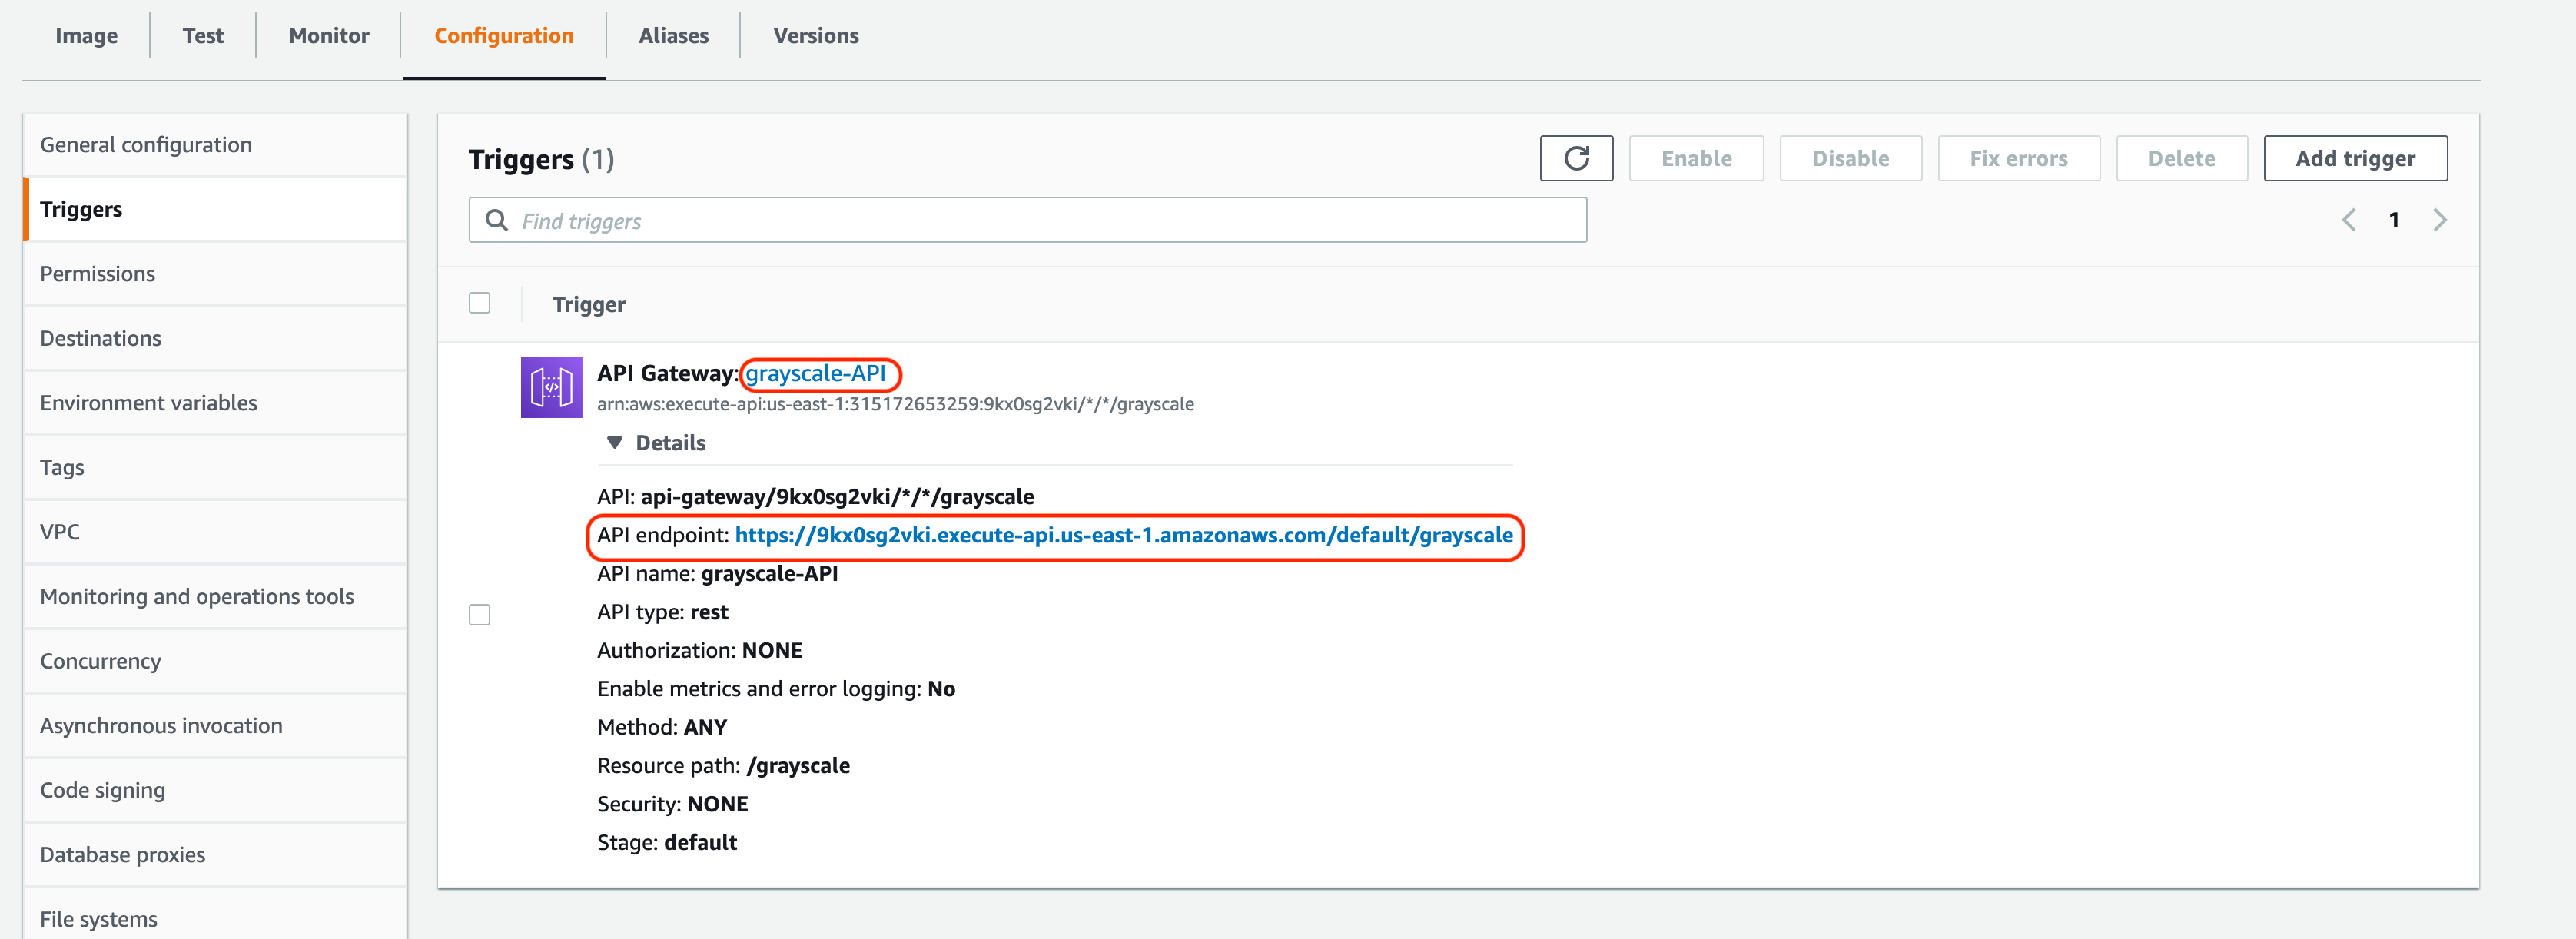 Image Test Monitor Configuration Aliases Versions
General configuration
Triggers
Permissions
Destinations
Environment variables
Tags
VPC
Monitoring and operations tools
Concurrency
Asynchronous invocation
Code signing
Database proxies
File systems
Triggers (1)
Enable Disable Fix errors Delete Add trigger
Find triggers
1
Trigger
API Gateway: grayscale-API
arn:aws:execute-api:us-east-1:315172653259:9kx0sg2vki/*/*/grayscale
Details
API: api-gateway/9kx0sg2vki/*/*/grayscale
API endpoint: https://9kx0sg2vki.execute-api.us-east-1.amazonaws.com/default/grayscale
API name: grayscale-API
API type: rest
Authorization: NONE
Enable metrics and error logging: No
Method: ANY
Resource path: /grayscale
Security: NONE
Stage: default